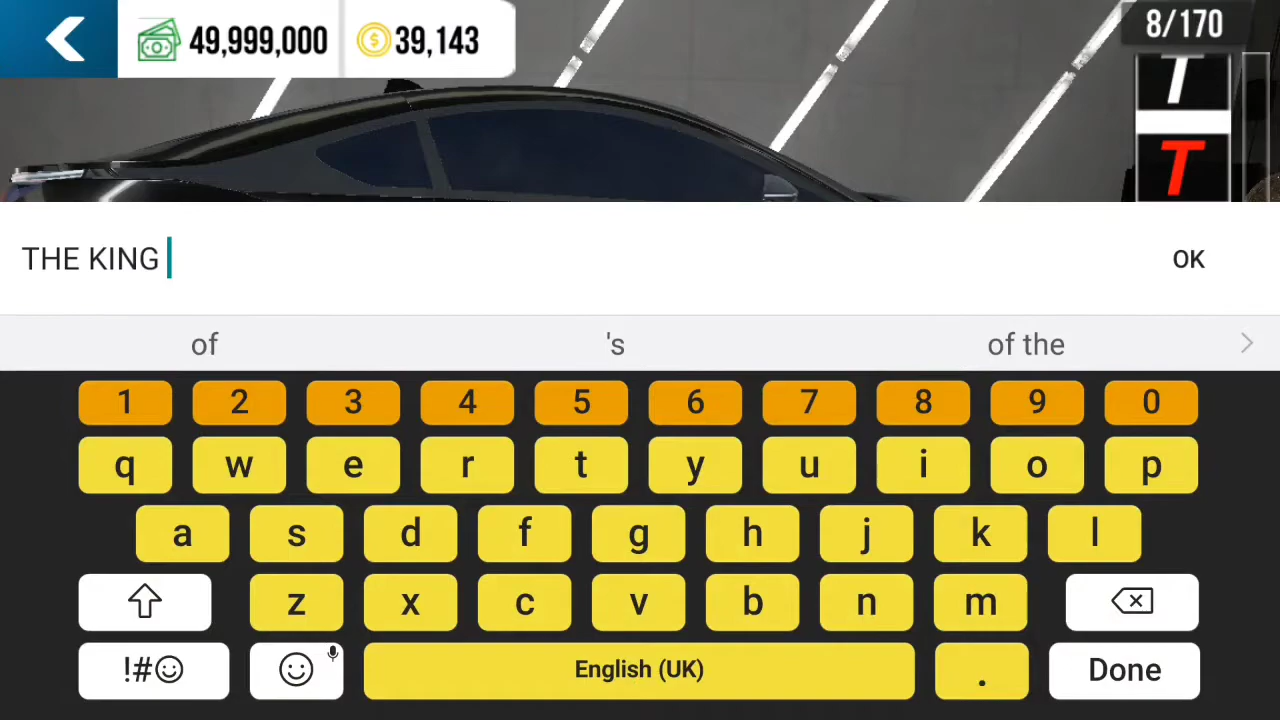 49,999,000 39,143 8/170
T
T
THE KING OK
of 's of the
1 2 3 4 5 6 7 8 9 0
q w e r t y u i o p
a s d f g h j k l
z x c v b n m
!#☺ English (UK) . Done